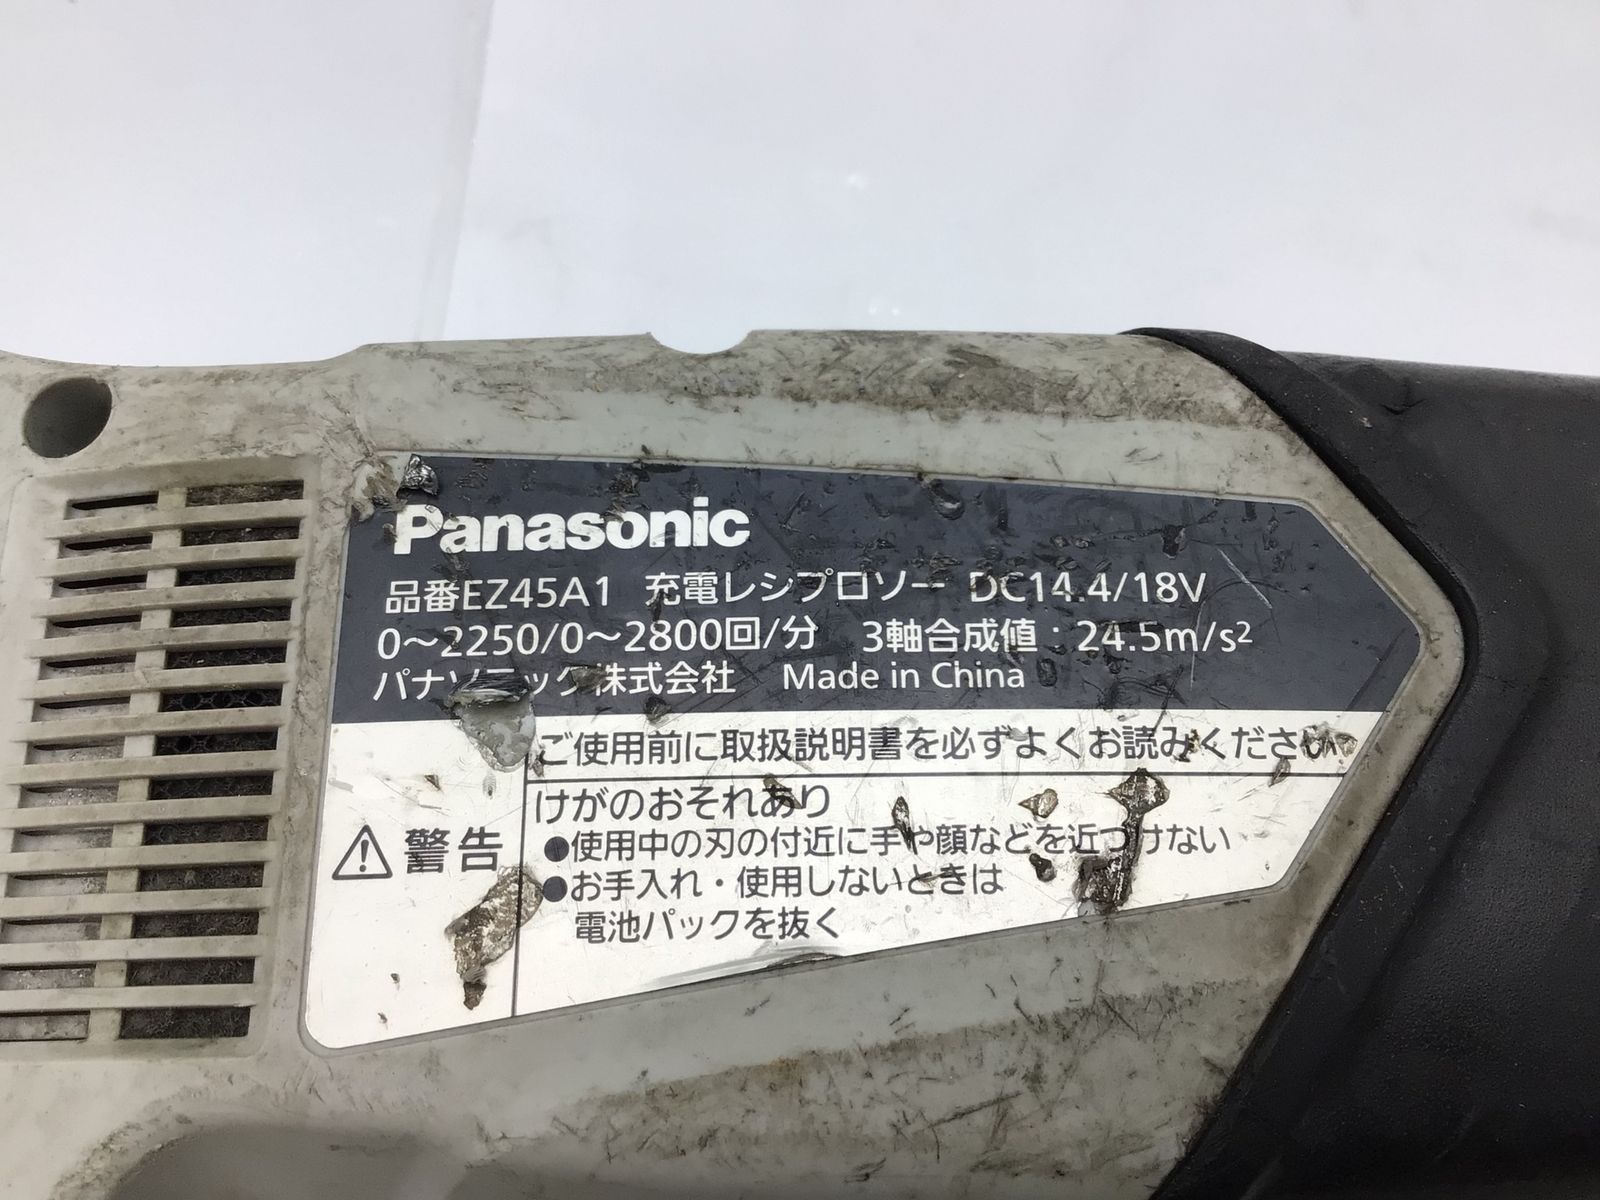 Panasonic
品番EZ45A1 充電レシプロソー DC14.4/18V
0～2250/0～2800回/分 3軸合成値：24.5m/s²
パナソニック株式会社 Made in China
ご使用前に取扱説明書を必ずよくお読みください
警告
けがのおそれあり
●使用中の刃の付近に手や顔などを近づけない
●お手入れ・使用しないときは
電池パックを抜く